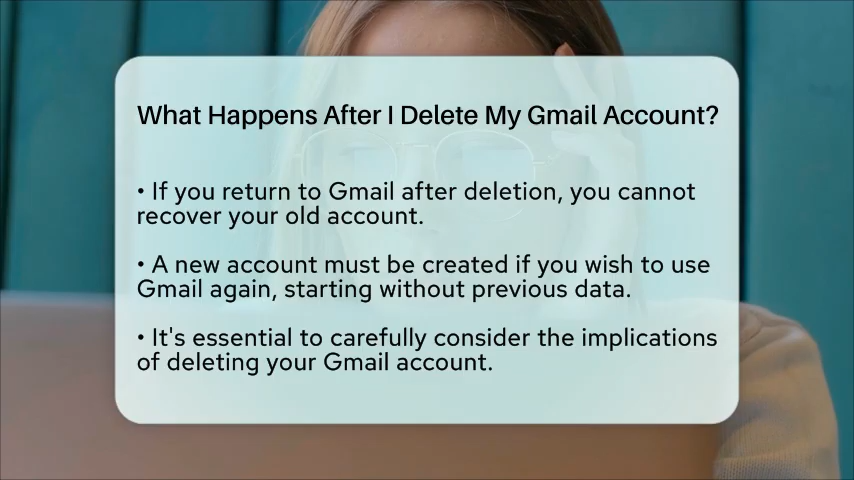 What Happens After I Delete My Gmail Account?
• If you return to Gmail after deletion, you cannot
recover your old account.
• A new account must be created if you wish to use
Gmail again, starting without previous data.
• It's essential to carefully consider the implications
of deleting your Gmail account.